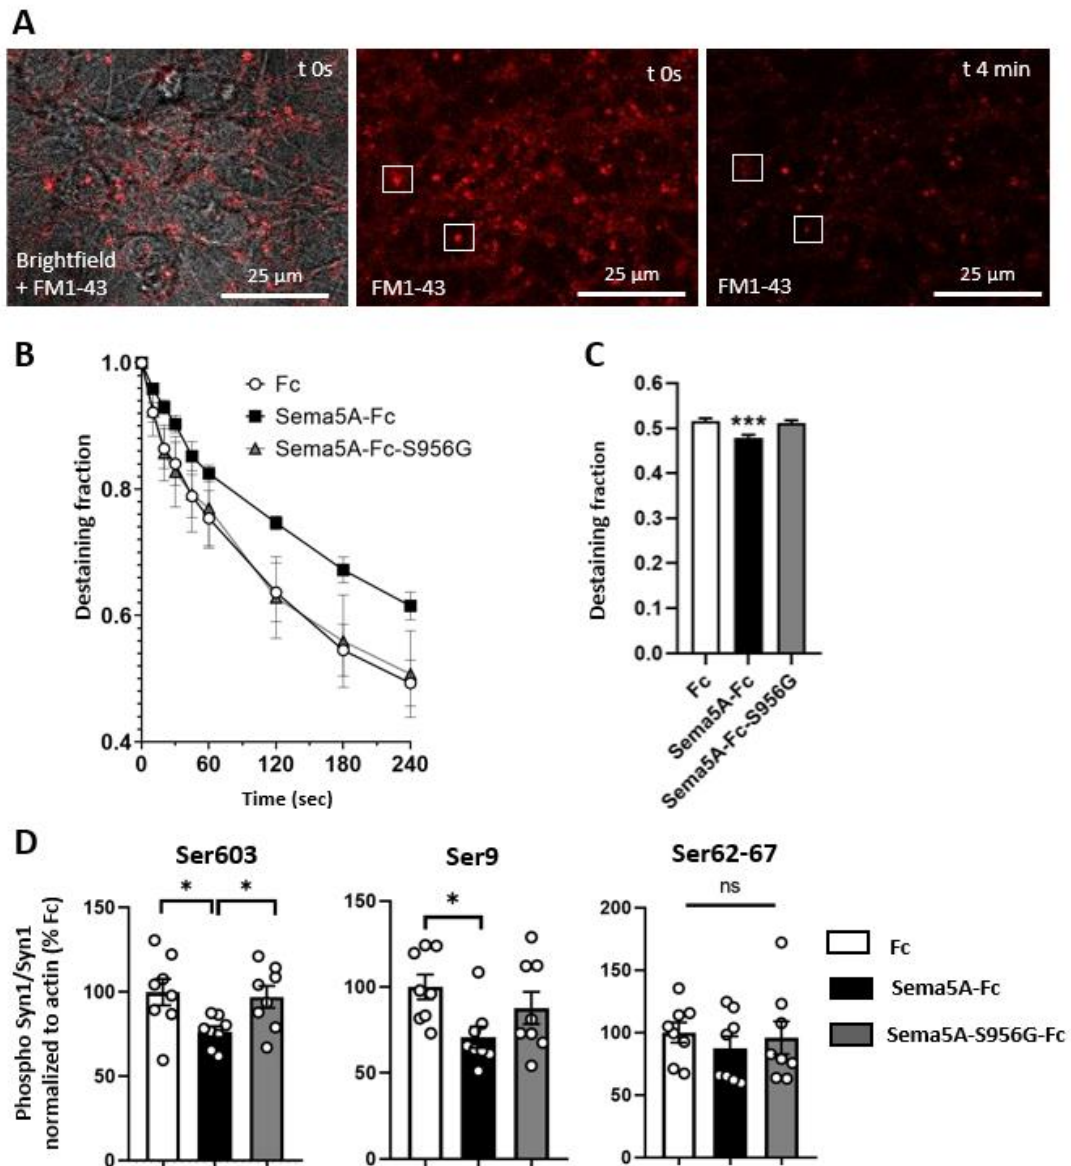 A
t 0s
Brightfield
+ FM1-43
25 µm
t 0s
FM1-43
25 µm
t 4 min
FM1-43
25 µm
B
Destaining fraction
1.0
0.8
0.6
0.4
0 60 120 180 240
Time (sec)
Fc
Sema5A-Fc
Sema5A-Fc-S956G
C
Destaining fraction
0.6
0.5
0.4
0.3
0.2
0.1
0.0
***
Fc
Sema5A-Fc
Sema5A-Fc-S956G
D
Phospho Syn1/Syn1
normalized to actin (% Fc)
Ser603
* *
150
100
50
0
Ser9
*
150
100
50
0
Ser62-67
ns
200
150
100
50
0
Fc
Sema5A-Fc
Sema5A-S956G-Fc